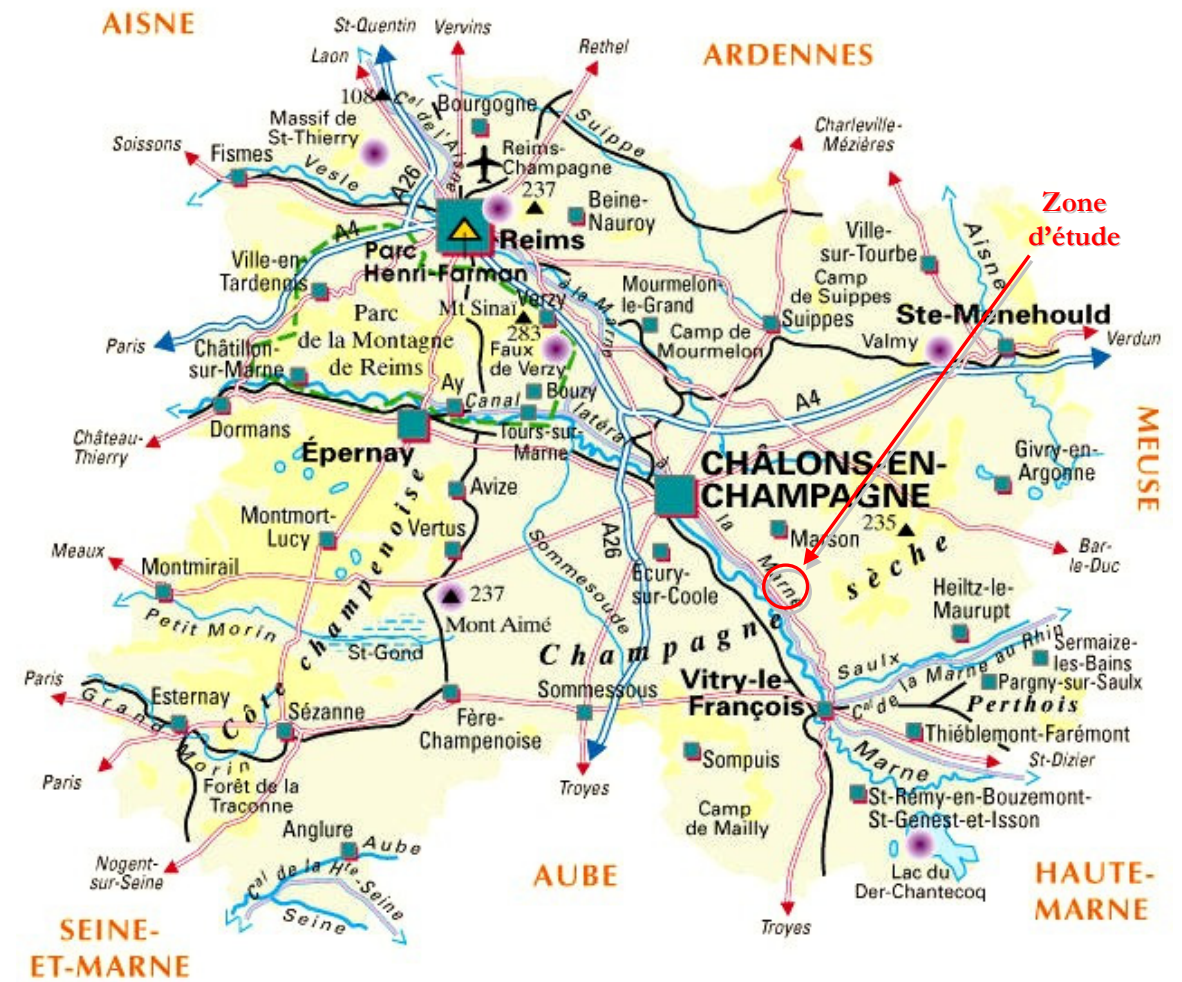 AISNE
St-Quentin
Vervins
Laon
Rethel
ARDENNES
108
Cal de l'Aisne
Bourgogne
Massif de
St-Thierry
Suippe
Charleville-
Mézières
Soissons
Fismes
Vesle
Reims-
Champagne
A26
au
237
Beine-
Nauroy
Zone
d'étude
A4
Parc
Henri-Farman
Reims
Ville-
sur-Tourbe
Aisne
Ville-en
Tardenois
Mt Sinaï
Verzy
à la Marne
Mourmelon-
le-Grand
Camp
de Suippes
Suippes
Ste-Menehould
Parc
de la Montagne
de Reims
283
Faux
de Verzy
Camp de
Mourmelon
Valmy
Verdun
Paris
Châtillon-
sur-Marne
Ay
Canal
Bouzy
latéral
à
la
Marne
A4
MEUSE
Château-
Thierry
Dormans
Épernay
Tours-sur-
Marne
CHÂLONS-EN-
CHAMPAGNE
Givry-en-
Argonne
Avize
Montmort-
Lucy
Vertus
A26
Marson
235
Bar-
le-Duc
Meaux
Montmirail
Sommesoude
Écury-
sur-Coole
Heiltz-le-
Maurupt
237
Mont Aimé
Petit Morin
St-Gond
Champagne
sèche
Côte champenoise
Saulx
Cal de la Marne au Rhin
Sermaize-
les-Bains
Pargny-sur-Saulx
Perthois
Paris
Grand Morin
Esternay
Sézanne
Sommessous
Vitry-le-
François
Fère-
Champenoise
Thiéblemont-Farémont
St-Dizier
Sompuis
Marne
Paris
Forêt de la
Traconne
Troyes
St-Rémy-en-Bouzemont-
St-Genest-et-Isson
Camp
de Mailly
Anglure
Aube
Nogent-
sur-Seine
Cal de la Hte-Seine
Seine
AUBE
Lac du
Der-Chantecoq
HAUTE-
MARNE
Troyes
SEINE-
ET-MARNE